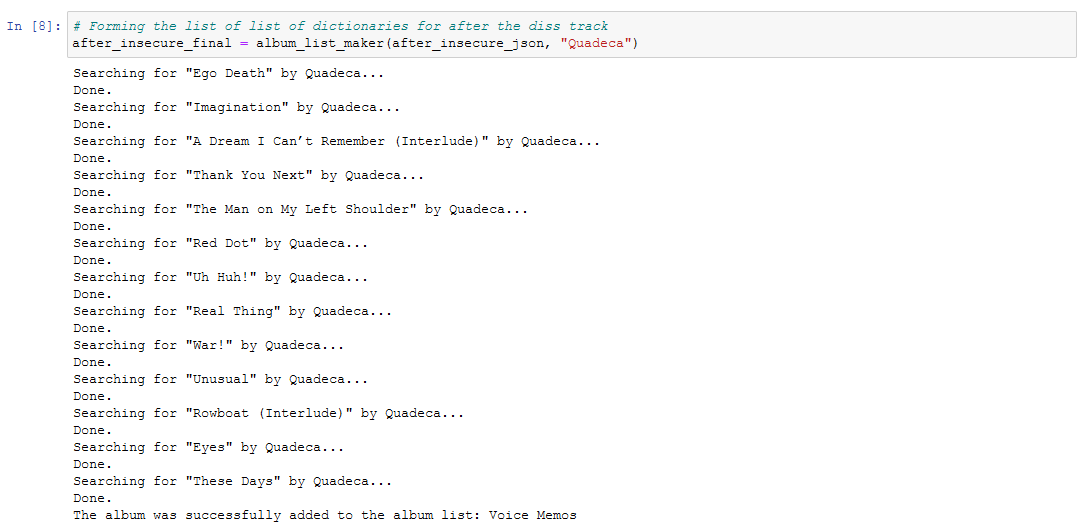 In [8]: # Forming the list of list of dictionaries for after the diss track
after_insecure_final = album_list_maker(after_insecure_json, "Quadeca")
Searching for "Ego Death" by Quadeca...
Done.
Searching for "Imagination" by Quadeca...
Done.
Searching for "A Dream I Can’t Remember (Interlude)" by Quadeca...
Done.
Searching for "Thank You Next" by Quadeca...
Done.
Searching for "The Man on My Left Shoulder" by Quadeca...
Done.
Searching for "Red Dot" by Quadeca...
Done.
Searching for "Uh Huh!" by Quadeca...
Done.
Searching for "Real Thing" by Quadeca...
Done.
Searching for "War!" by Quadeca...
Done.
Searching for "Unusual" by Quadeca...
Done.
Searching for "Rowboat (Interlude)" by Quadeca...
Done.
Searching for "Eyes" by Quadeca...
Done.
Searching for "These Days" by Quadeca...
Done.
The album was successfully added to the album list: Voice Memos